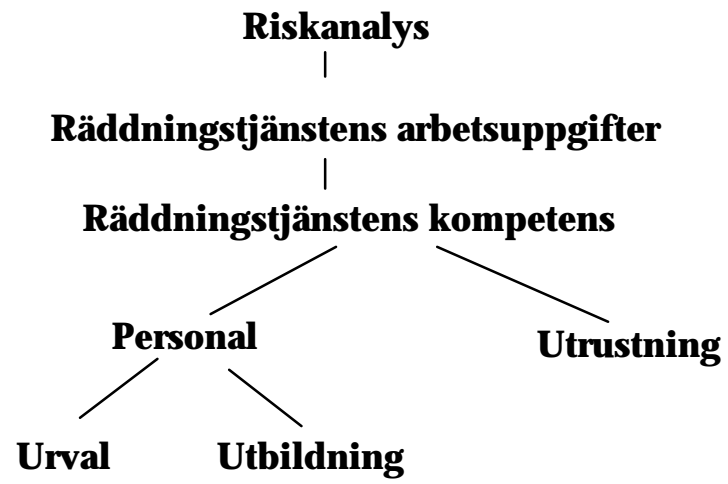 Riskanalys
Räddningstjänstens arbetsuppgifter
Räddningstjänstens kompetens
Personal
Utrustning
Urval
Utbildning